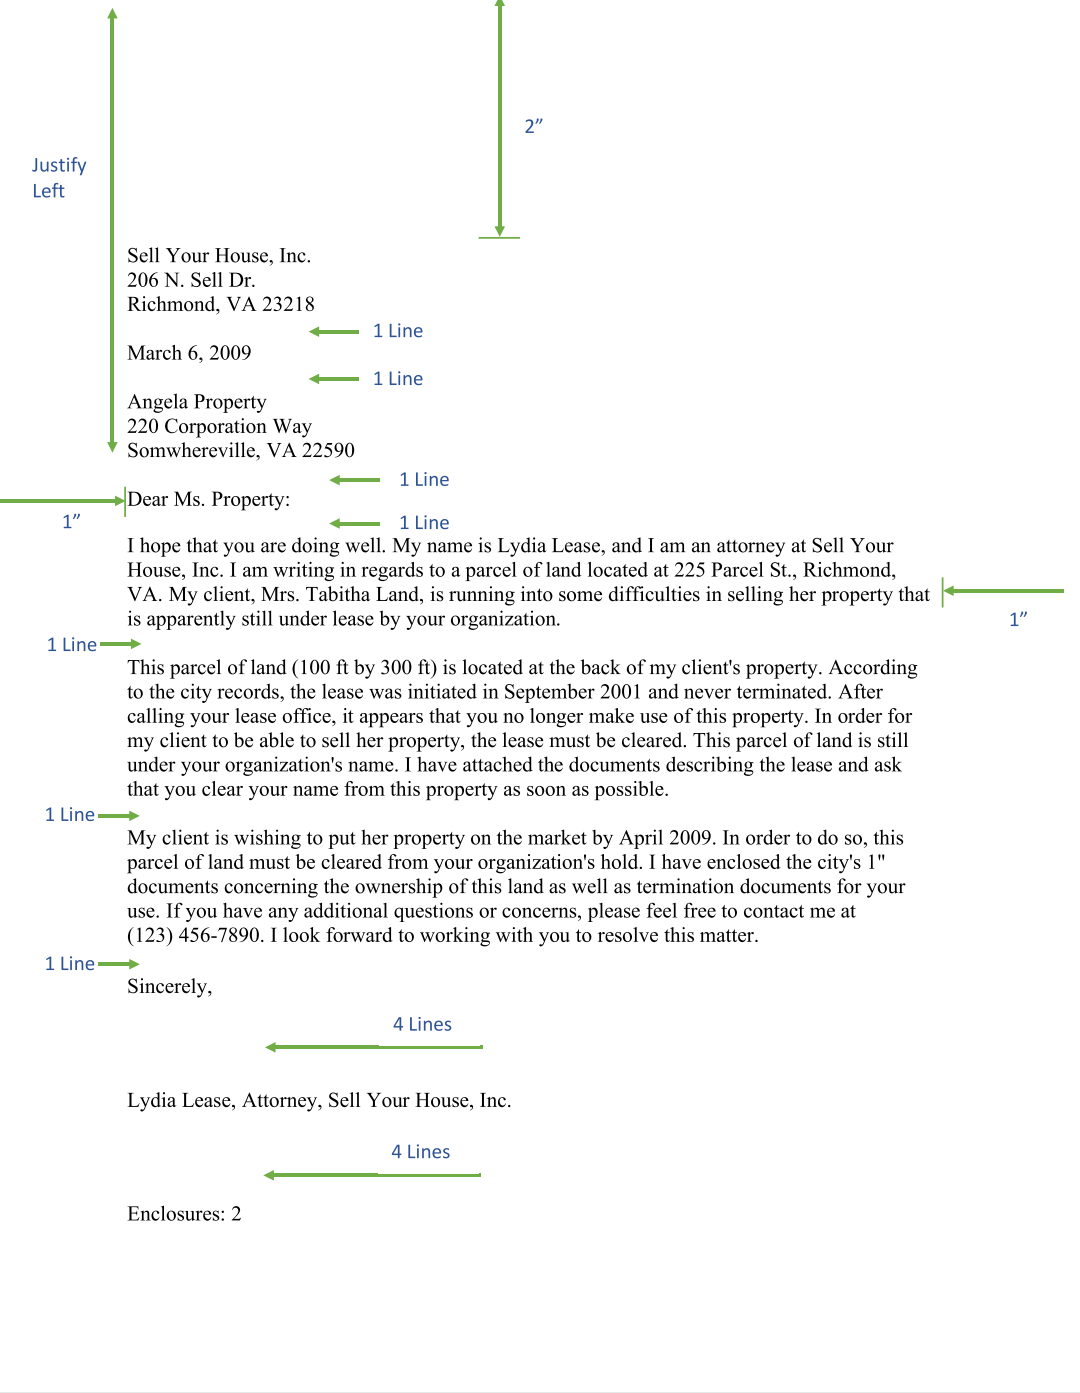 2”
Justify
Left
Sell Your House, Inc.
206 N. Sell Dr.
Richmond, VA 23218
1 Line
March 6, 2009
1 Line
Angela Property
220 Corporation Way
Somwhereville, VA 22590
1 Line
Dear Ms. Property:
1”
1 Line
I hope that you are doing well. My name is Lydia Lease, and I am an attorney at Sell Your
House, Inc. I am writing in regards to a parcel of land located at 225 Parcel St., Richmond,
VA. My client, Mrs. Tabitha Land, is running into some difficulties in selling her property that
is apparently still under lease by your organization.
1”
1 Line
This parcel of land (100 ft by 300 ft) is located at the back of my client's property. According
to the city records, the lease was initiated in September 2001 and never terminated. After
calling your lease office, it appears that you no longer make use of this property. In order for
my client to be able to sell her property, the lease must be cleared. This parcel of land is still
under your organization's name. I have attached the documents describing the lease and ask
that you clear your name from this property as soon as possible.
1 Line
My client is wishing to put her property on the market by April 2009. In order to do so, this
parcel of land must be cleared from your organization's hold. I have enclosed the city's 1"
documents concerning the ownership of this land as well as termination documents for your
use. If you have any additional questions or concerns, please feel free to contact me at
(123) 456-7890. I look forward to working with you to resolve this matter.
1 Line
Sincerely,
4 Lines
Lydia Lease, Attorney, Sell Your House, Inc.
4 Lines
Enclosures: 2